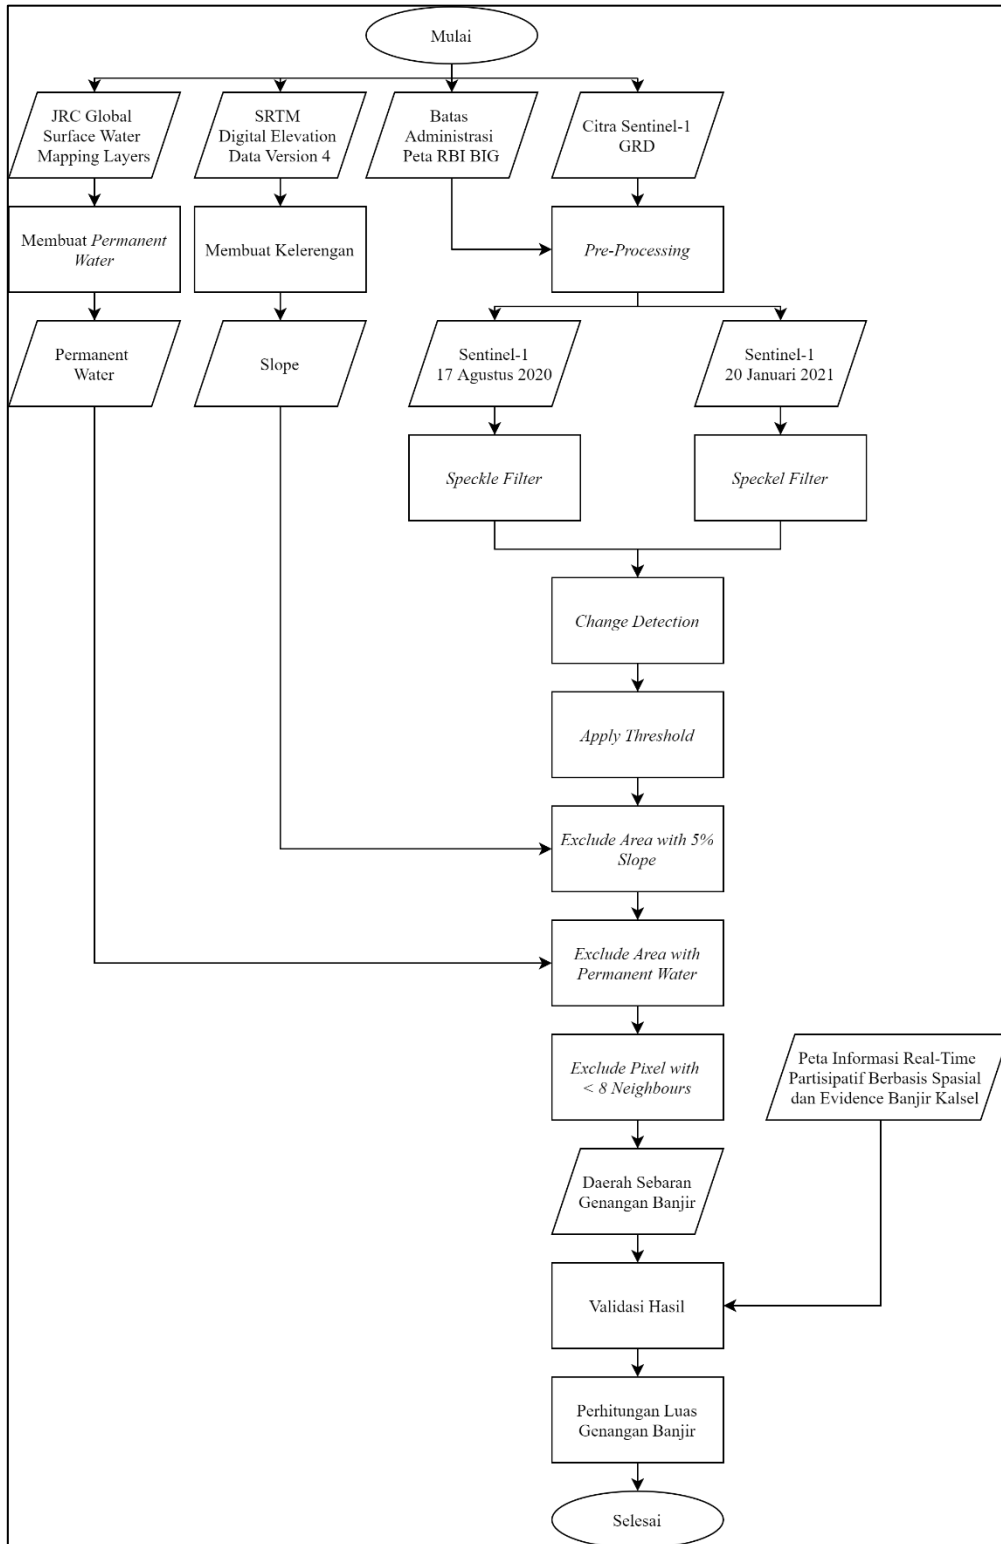 Mulai
JRC Global
Surface Water
Mapping Layers
SRTM
Digital Elevation
Data Version 4
Batas
Administrasi
Peta RBI BIG
Citra Sentinel-1
GRD
Membuat Permanent
Water
Membuat Kelerengan
Pre-Processing
Permanent
Water
Slope
Sentinel-1
17 Agustus 2020
Sentinel-1
20 Januari 2021
Speckle Filter
Speckel Filter
Change Detection
Apply Threshold
Exclude Area with 5%
Slope
Exclude Area with
Permanent Water
Exclude Pixel with
< 8 Neighbours
Peta Informasi Real-Time
Partisipatif Berbasis Spasial
dan Evidence Banjir Kalsel
Daerah Sebaran
Genangan Banjir
Validasi Hasil
Perhitungan Luas
Genangan Banjir
Selesai